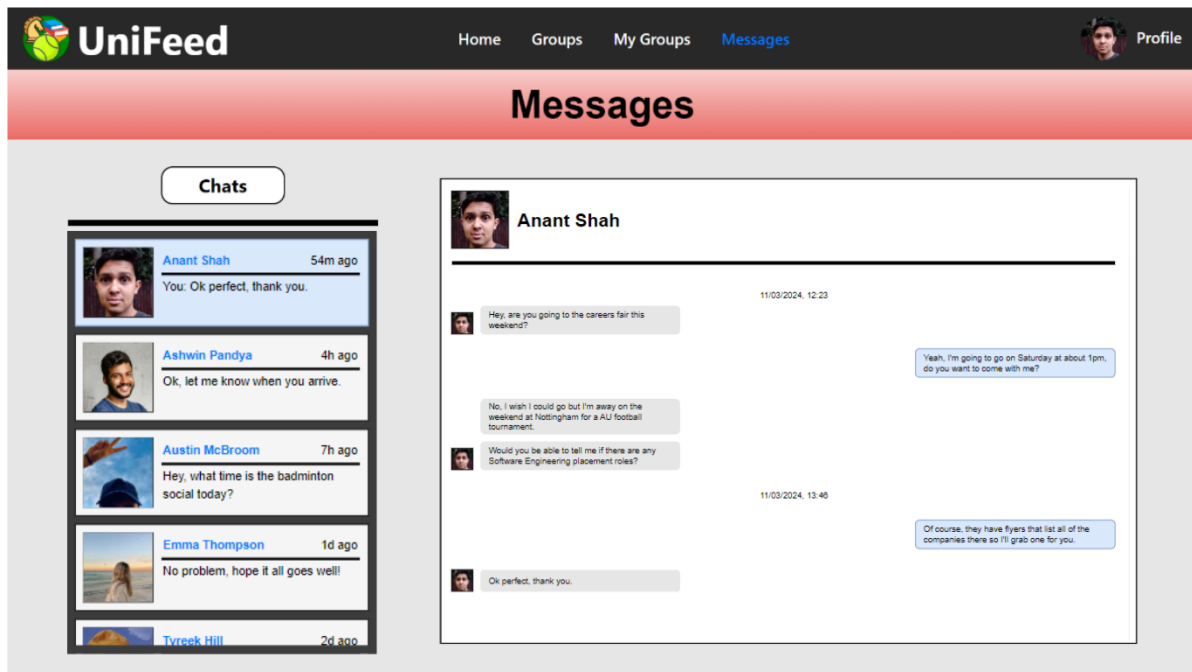 UniFeed
Home Groups My Groups Messages
Profile
Messages
Chats
Anant Shah 54m ago
You: Ok perfect, thank you.
Ashwin Pandya 4h ago
Ok, let me know when you arrive.
Austin McBroom 7h ago
Hey, what time is the badminton
social today?
Emma Thompson 1d ago
No problem, hope it all goes well!
Tyreek Hill 2d ago
Anant Shah
11/03/2024, 12:23
Hey, are you going to the careers fair this
weekend?
Yeah, I'm going to go on Saturday at about 1pm,
do you want to come with me?
No, I wish I could go but I'm away on the
weekend at Nottingham for a AU football
tournament.
Would you be able to tell me if there are any
Software Engineering placement roles?
11/03/2024, 13:46
Of course, they have flyers that list all of the
companies there so I'll grab one for you.
Ok perfect, thank you.